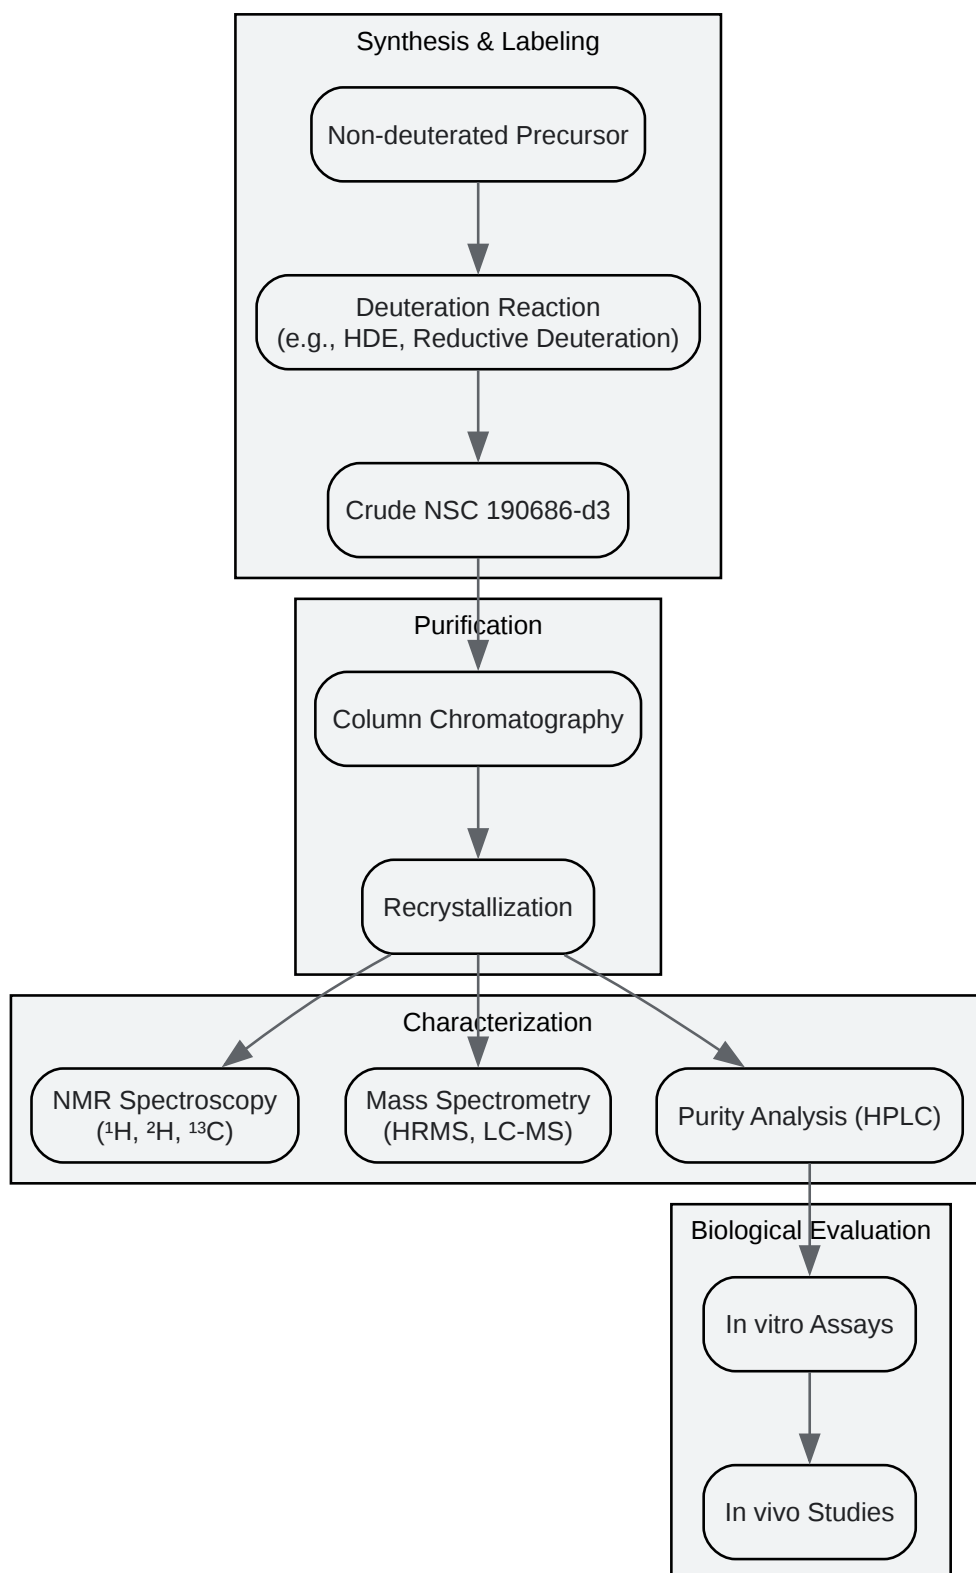 Synthesis & Labeling
Non-deuterated Precursor
Deuteration Reaction
(e.g., HDE, Reductive Deuteration)
Crude NSC 190686-d3
Purification
Column Chromatography
Recrystallization
Characterization
NMR Spectroscopy
(¹H, ²H, ¹³C)
Mass Spectrometry
(HRMS, LC-MS)
Purity Analysis (HPLC)
Biological Evaluation
In vitro Assays
In vivo Studies